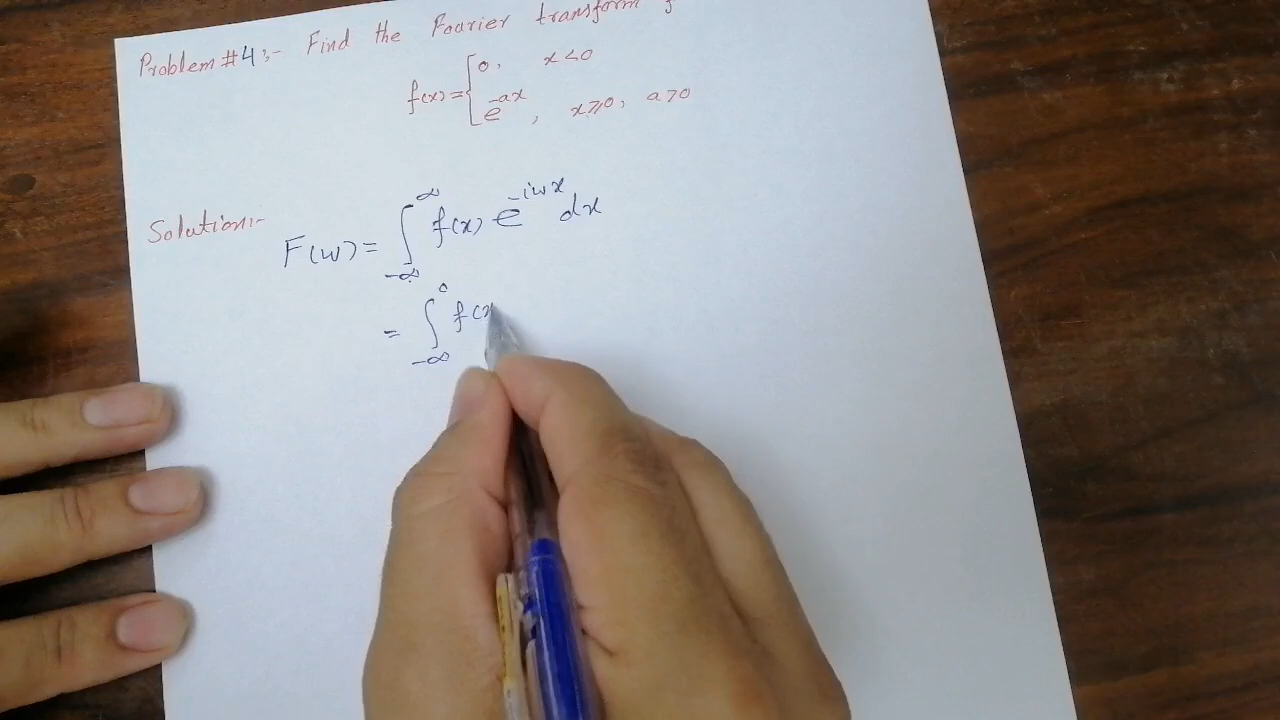 Problem #4:- Find the Fourier transform
f(x) = { 0, x<0
e^-ax, x≥0, a>0
Solution:-
F(w) = ∫_-∞^∞ f(x) e^-iwx dx
= ∫_-∞^0 f(x